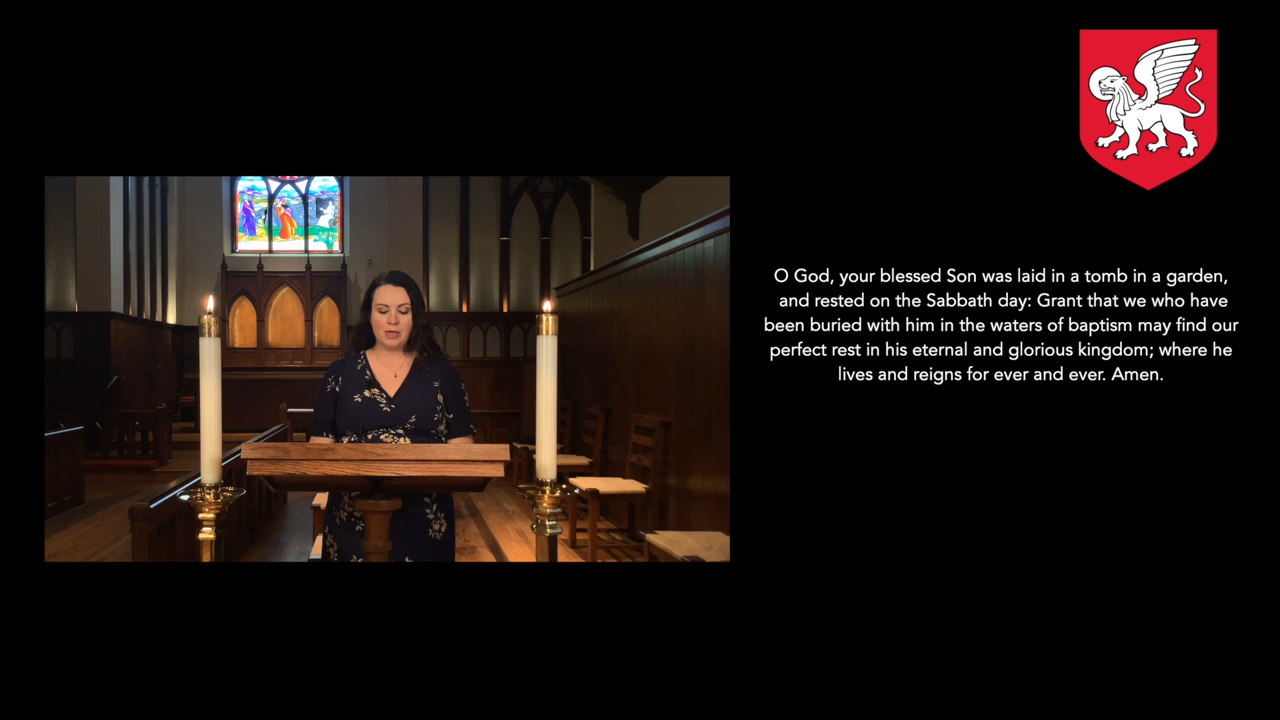 O God, your blessed Son was laid in a tomb in a garden,
and rested on the Sabbath day: Grant that we who have
been buried with him in the waters of baptism may find our
perfect rest in his eternal and glorious kingdom; where he
lives and reigns for ever and ever. Amen.